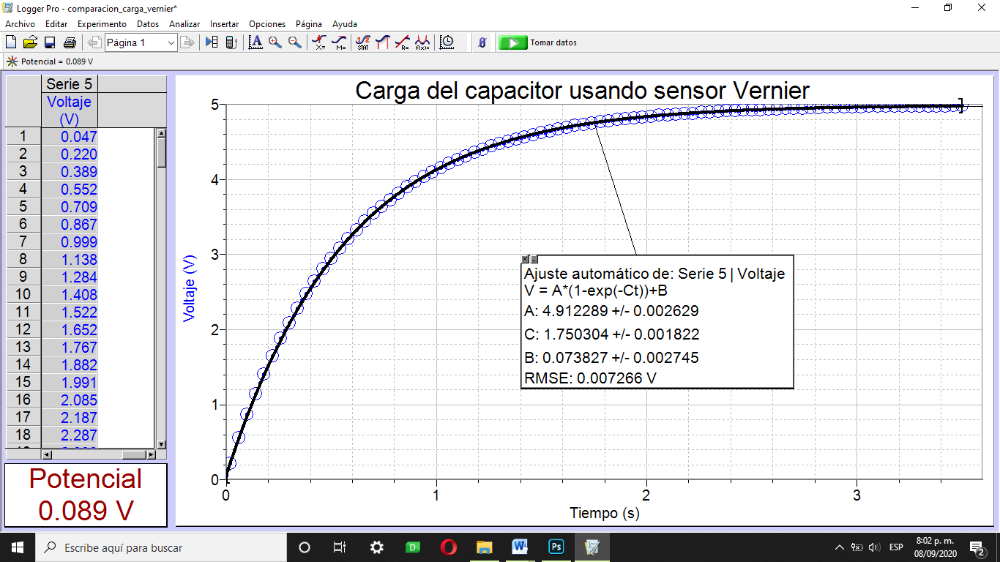 Logger Pro - comparacion_carga_vernier*
Archivo Editar Experimento Datos Analizar Insertar Opciones Página Ayuda
Página 1
X= M= STAT R= f(x)= Tomar datos
Potencial = 0.089 V
Serie 5
Voltaje
(V)
1 0.047
2 0.220
3 0.389
4 0.552
5 0.709
6 0.867
7 0.999
8 1.138
9 1.284
10 1.408
11 1.522
12 1.652
13 1.767
14 1.882
15 1.991
16 2.085
17 2.187
18 2.287
Potencial
0.089 V
Carga del capacitor usando sensor Vernier
5
4
3
2
1
0
Voltaje (V)
Ajuste automático de: Serie 5 | Voltaje
V = A*(1-exp(-Ct))+B
A: 4.912289 +/- 0.002629
C: 1.750304 +/- 0.001822
B: 0.073827 +/- 0.002745
RMSE: 0.007266 V
0 1 2 3
Tiempo (s)
Escribe aquí para buscar
D
W
Ps
ESP
8:02 p. m.
08/09/2020
2